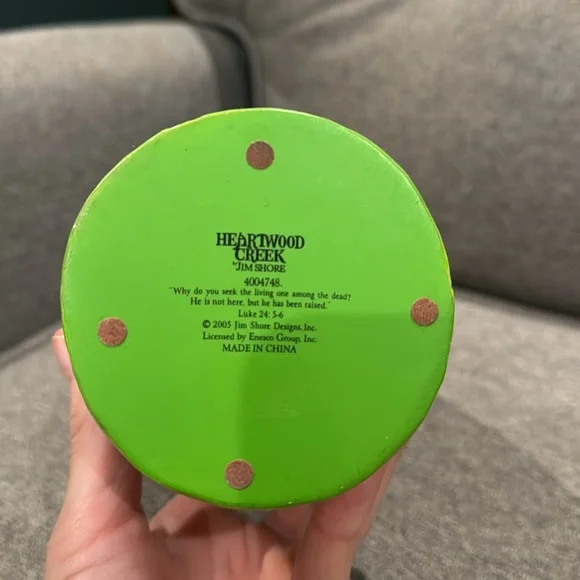 HEARTWOOD
CREEK
by JIM SHORE
4004748.
"Why do you seek the living one among the dead?
He is not here, but he has been raised."
Luke 24: 5-6
© 2005 Jim Shore Designs, Inc.
Licensed by Enesco Group, Inc.
MADE IN CHINA